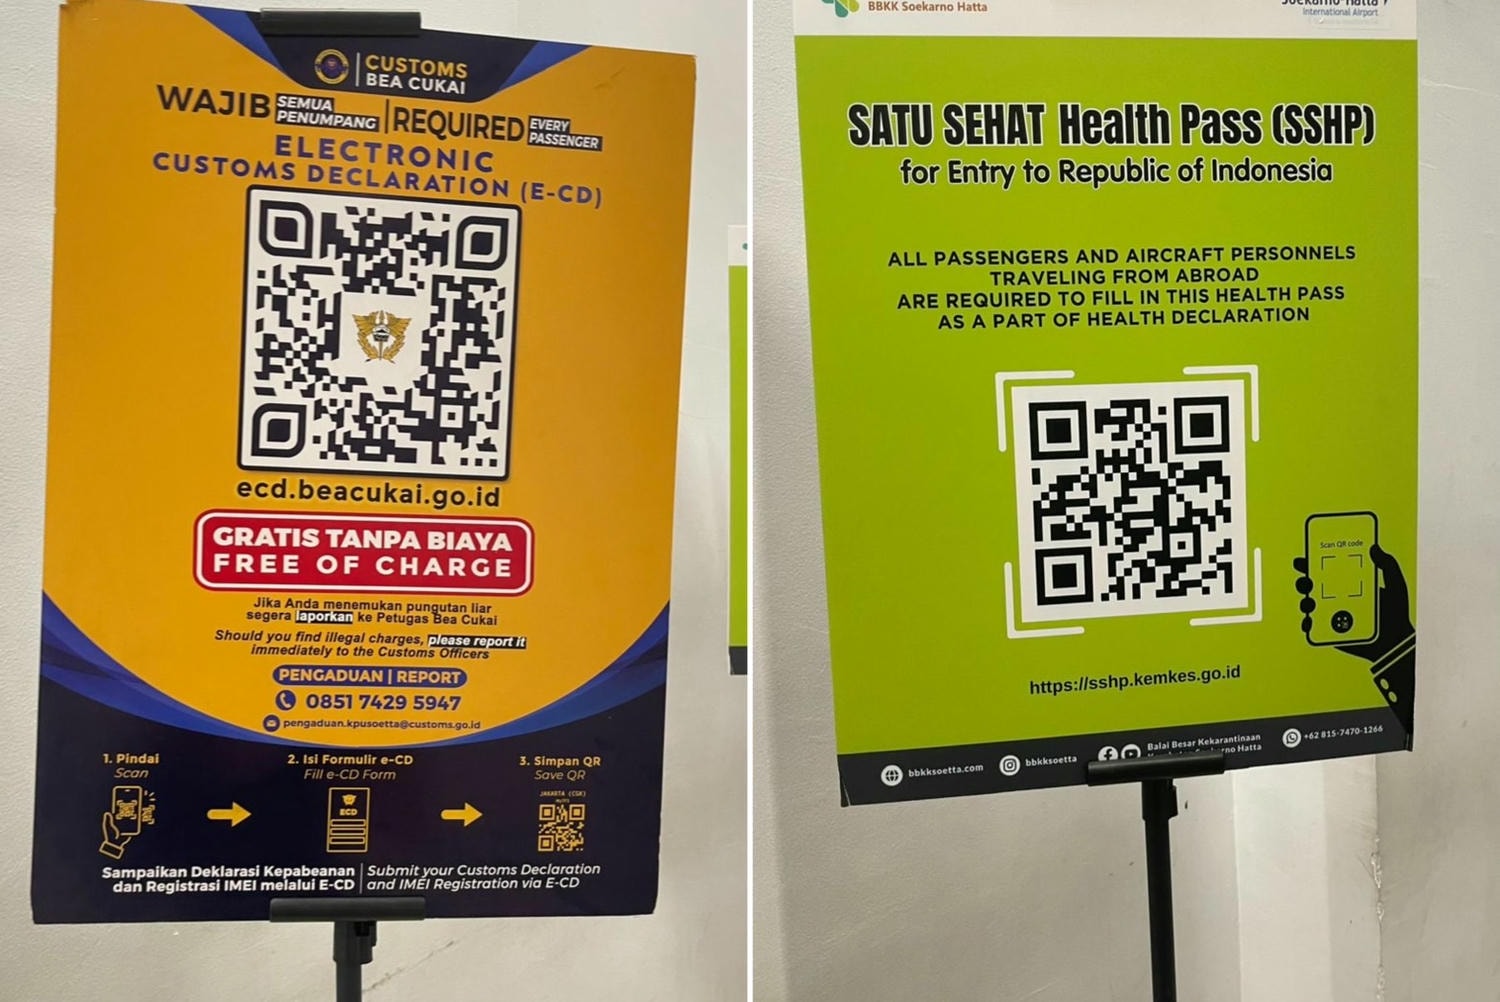 CUSTOMS
BEA CUKAI
WAJIB SEMUA PENUMPANG | REQUIRED EVERY PASSENGER
ELECTRONIC
CUSTOMS DECLARATION (E-CD)
ecd.beacukai.go.id
GRATIS TANPA BIAYA
FREE OF CHARGE
Jika Anda menemukan pungutan liar
segera laporkan ke Petugas Bea Cukai
Should you find illegal charges, please report it
immediately to the Customs Officers
PENGADUAN | REPORT
0851 7429 5947
pengaduan.kpusoetta@customs.go.id
1. Pindai
Scan
2. Isi Formulir e-CD
Fill e-CD Form
ECD
3. Simpan QR
Save QR
JAKARTA (CGK)
Sampaikan Deklarasi Kepabeanan
dan Registrasi IMEI melalui E-CD
Submit your Customs Declaration
and IMEI Registration via E-CD
BBKK Soekarno Hatta
Soekarno-Hatta
International Airport
SATU SEHAT Health Pass (SSHP)
for Entry to Republic of Indonesia
ALL PASSENGERS AND AIRCRAFT PERSONNELS
TRAVELING FROM ABROAD
ARE REQUIRED TO FILL IN THIS HEALTH PASS
AS A PART OF HEALTH DECLARATION
Scan QR code
https://sshp.kemkes.go.id
bbkksoetta.com
bbkksoetta
Balai Besar Kekarantinaan
Hatta
+62 815-7470-1266